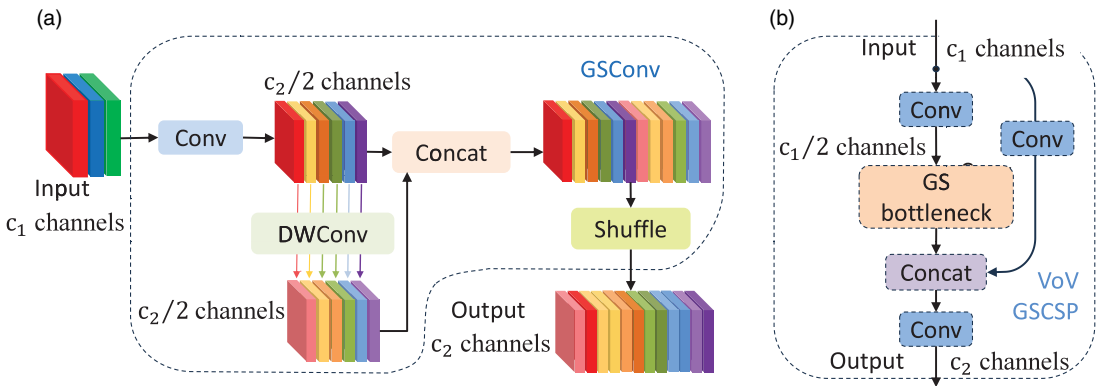 (a)
c₂/2 channels
GSConv
Conv
Concat
Input
c₁ channels
DWConv
Shuffle
c₂/2 channels
Output
c₂ channels
(b)
Input
c₁ channels
Conv
Conv
c₁/2 channels
GS
bottleneck
Concat
VoV
GSCSP
Conv
Output
c₂ channels